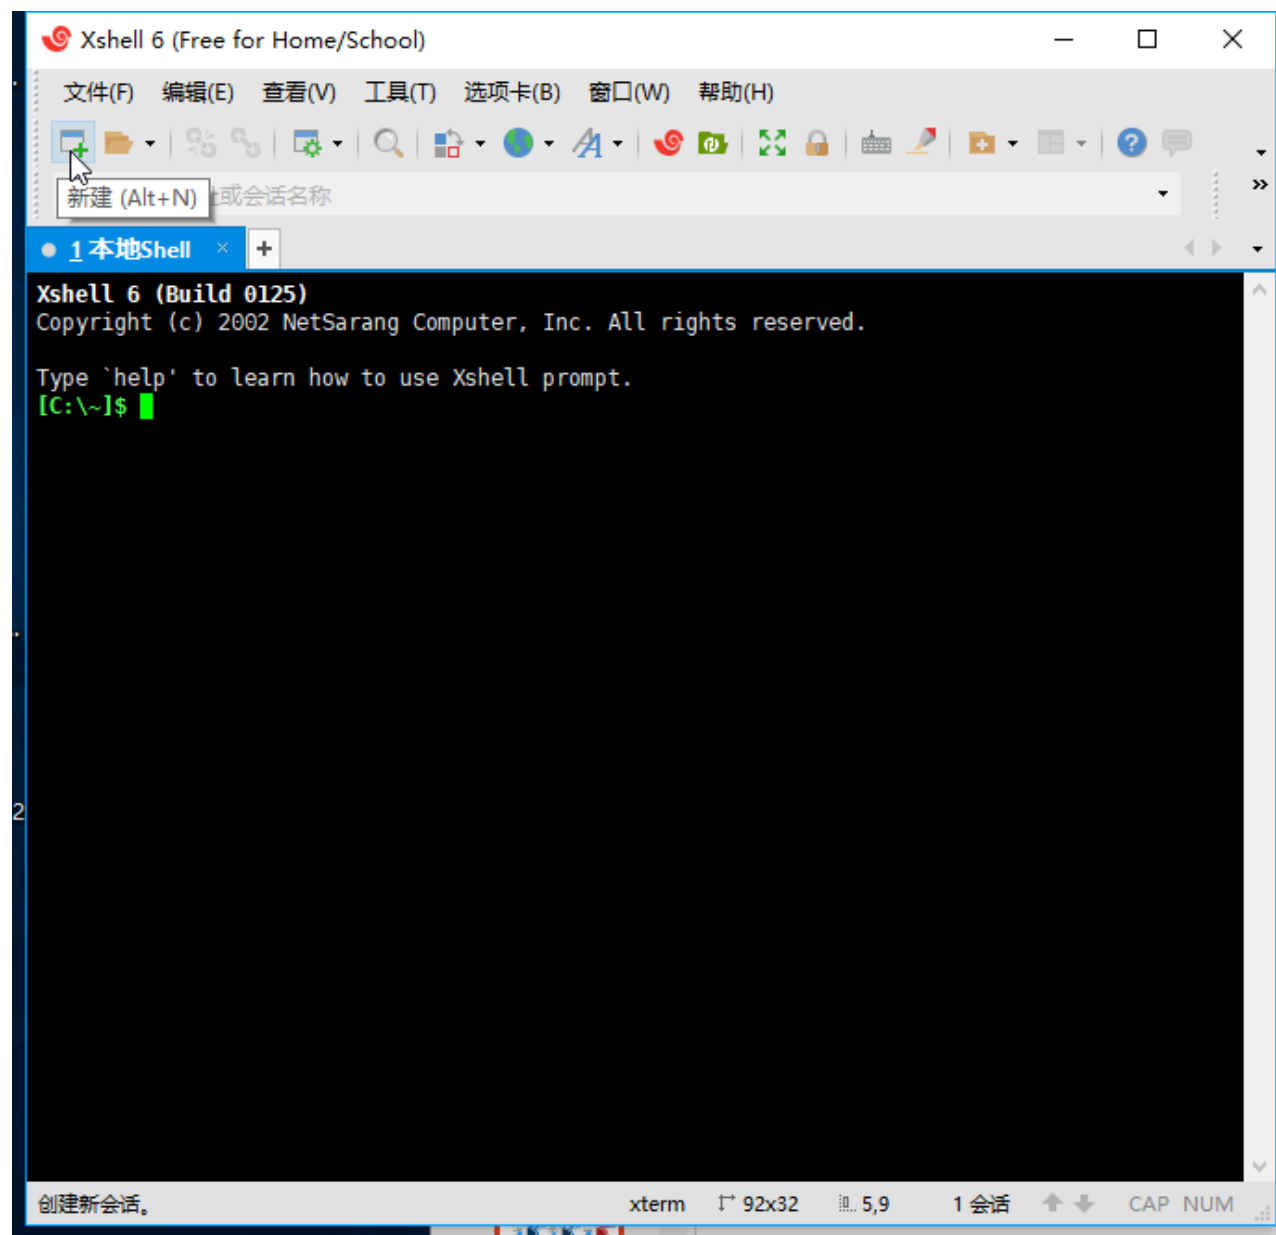 Xshell 6 (Free for Home/School)
文件(F) 编辑(E) 查看(V) 工具(T) 选项卡(B) 窗口(W) 帮助(H)
新建 (Alt+N) 或会话名称
1 本地Shell × +
Xshell 6 (Build 0125)
Copyright (c) 2002 NetSarang Computer, Inc. All rights reserved.
Type `help' to learn how to use Xshell prompt.
[C:\~]$
2
创建新会话。 xterm 92x32 5,9 1 会话 CAP NUM